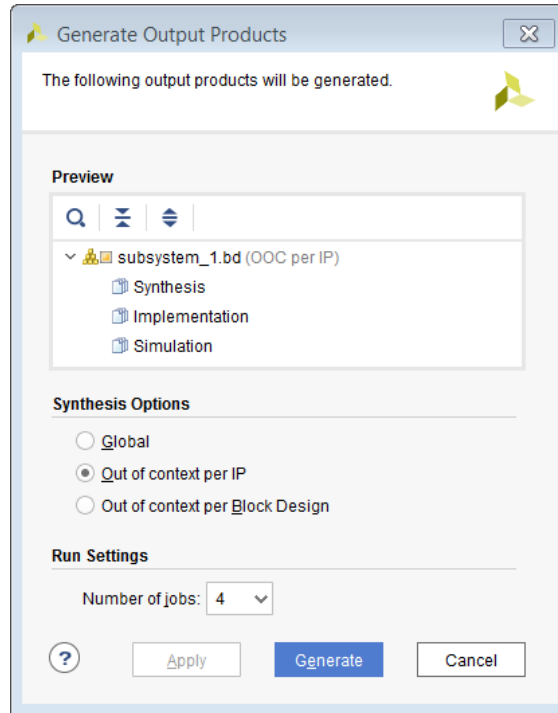 Generate Output Products
The following output products will be generated.
Preview
subsystem_1.bd (OOC per IP)
Synthesis
Implementation
Simulation
Synthesis Options
Global
Out of context per IP
Out of context per Block Design
Run Settings
Number of jobs: 4
? Apply Generate Cancel